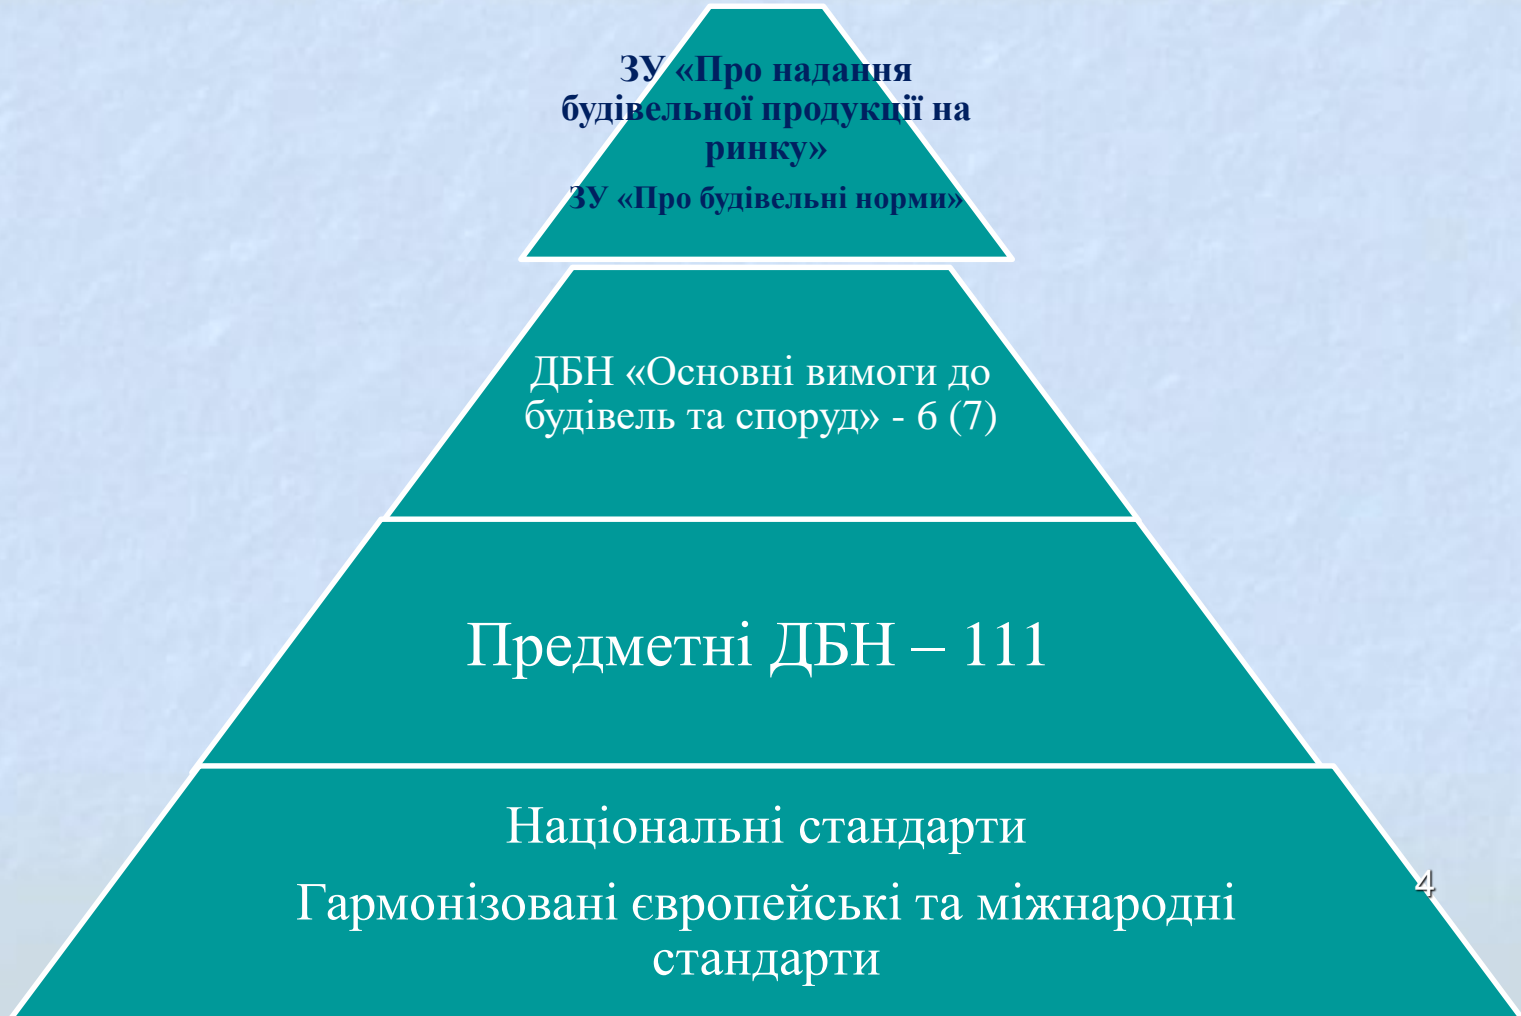 ЗУ «Про надання
будівельної продукції на
ринку»
ЗУ «Про будівельні норми»
ДБН «Основні вимоги до
будівель та споруд» - 6 (7)
Предметні ДБН – 111
Національні стандарти
Гармонізовані європейські та міжнародні
стандарти
4